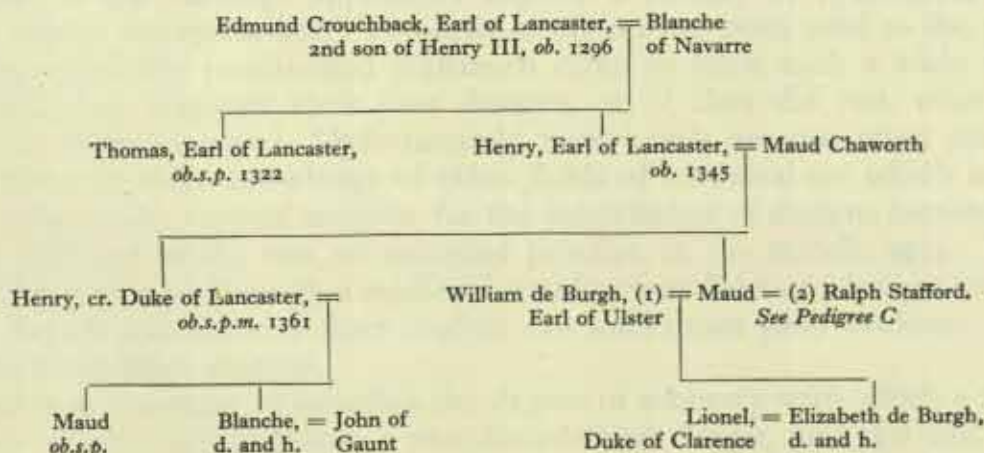 Edmund Crouchback, Earl of Lancaster, = Blanche
2nd son of Henry III, ob. 1296 of Navarre
Thomas, Earl of Lancaster, Henry, Earl of Lancaster, = Maud Chaworth
ob.s.p. 1322 ob. 1345
Henry, cr. Duke of Lancaster, = William de Burgh, (1) = Maud = (2) Ralph Stafford.
ob.s.p.m. 1361 Earl of Ulster See Pedigree C
Maud Blanche, = John of Lionel, = Elizabeth de Burgh,
ob.s.p. d. and h. Gaunt Duke of Clarence d. and h.